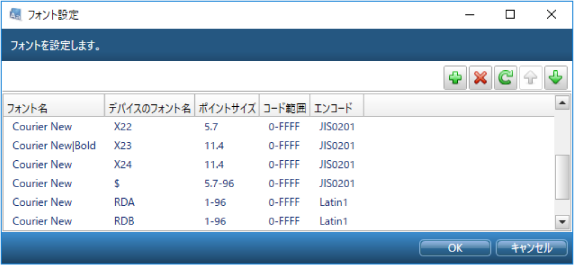 フォント設定
フォントを設定します。
フォント名 デバイスのフォント名 ポイントサイズ コード範囲 エンコード
Courier New X22 5.7 0-FFFF JIS0201
Courier New|Bold X23 11.4 0-FFFF JIS0201
Courier New X24 11.4 0-FFFF JIS0201
Courier New $ 5.7-96 0-FFFF JIS0201
Courier New RDA 1-96 0-FFFF Latin1
Courier New RDB 1-96 0-FFFF Latin1
OK キャンセル